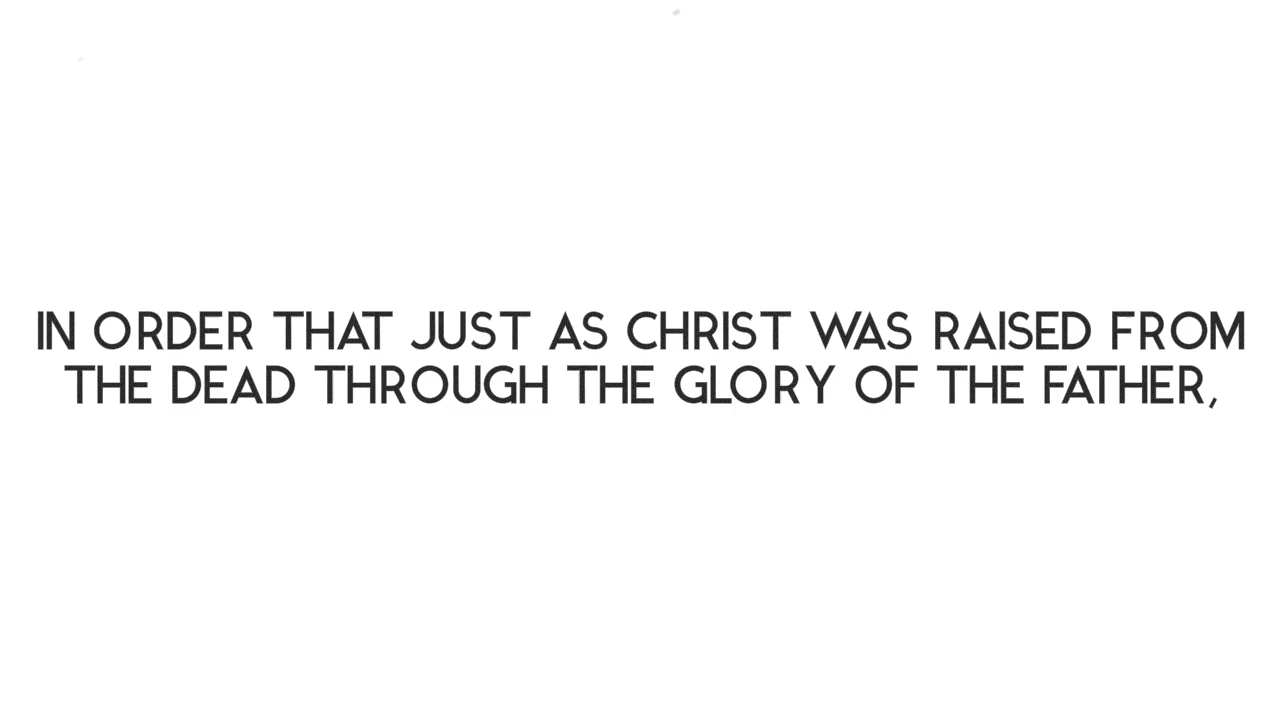 IN ORDER THAT JUST AS CHRIST WAS RAISED FROM
THE DEAD THROUGH THE GLORY OF THE FATHER,